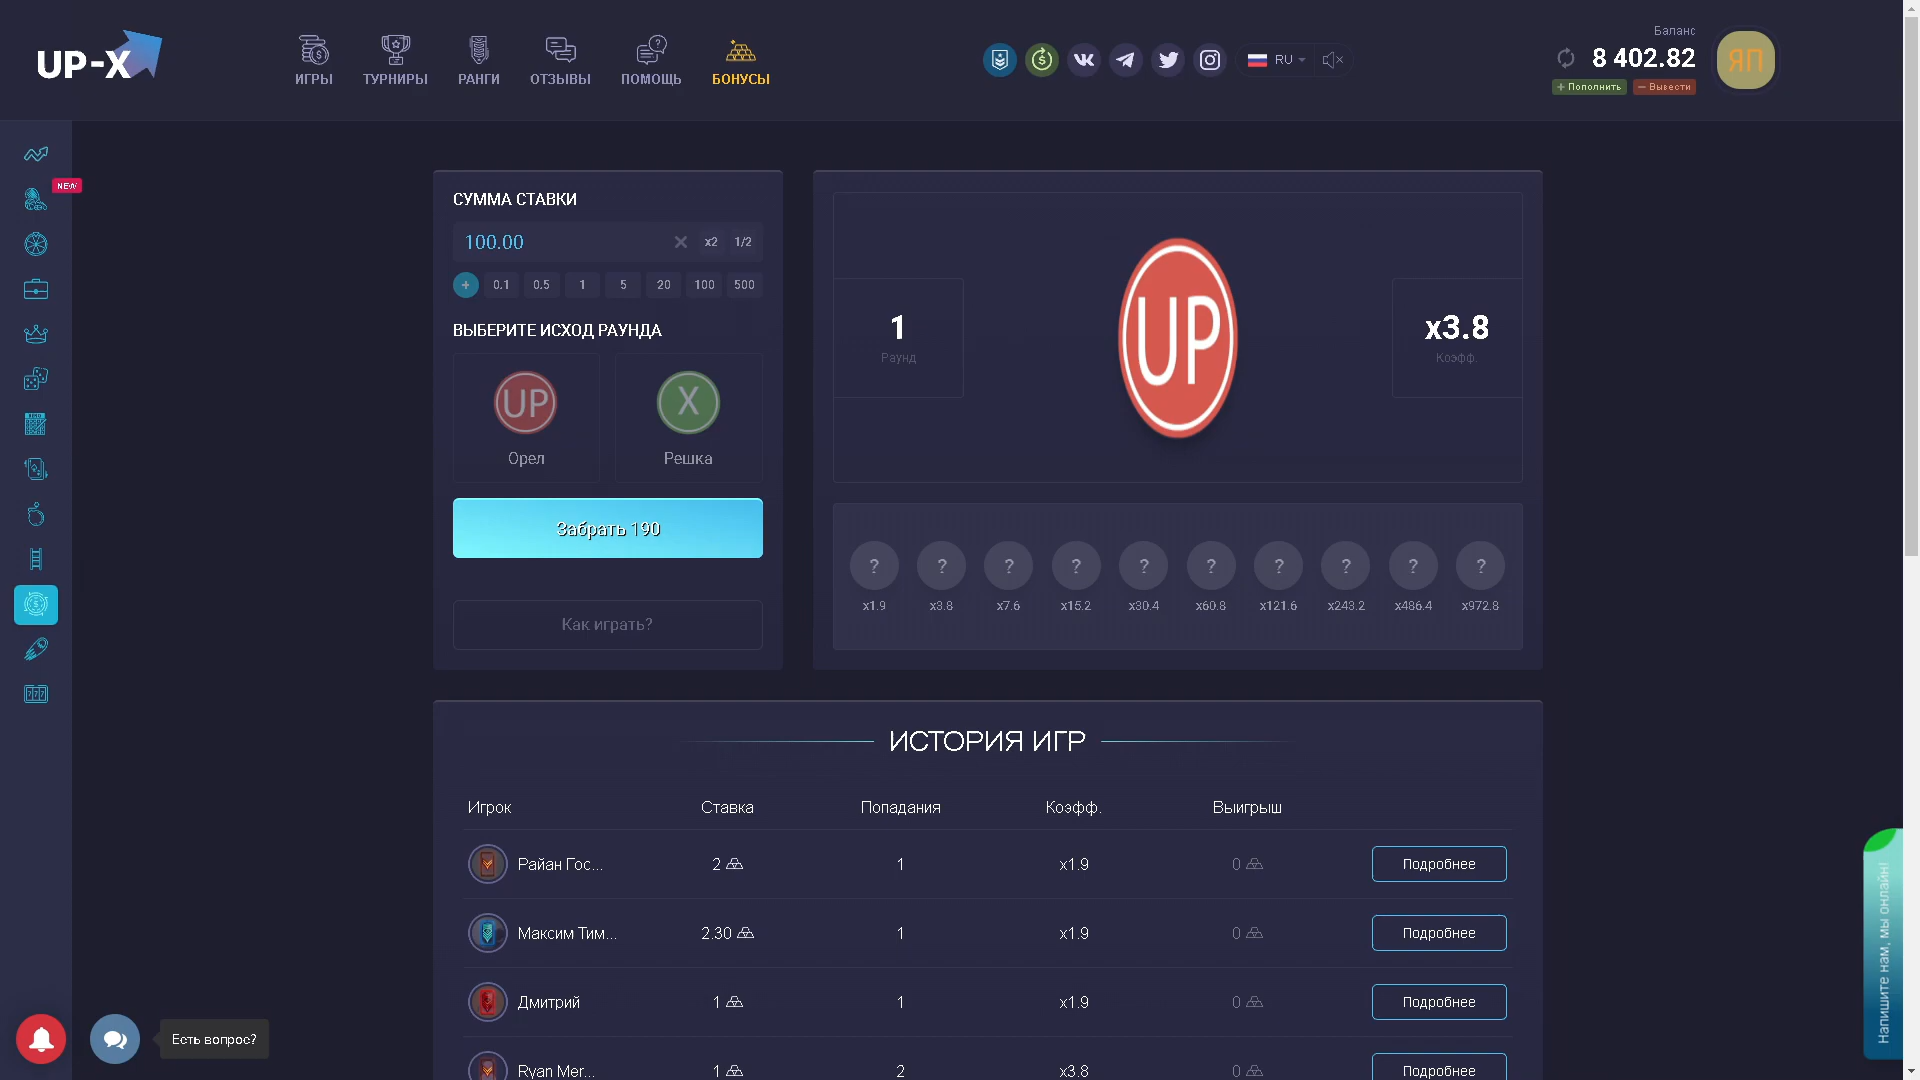 UP-X
ИГРЫ
ТУРНИРЫ
РАНГИ
ОТЗЫВЫ
ПОМОЩЬ
БОНУСЫ
RU
Баланс
8 402.82
+ Пополнить
− Вывести
ЯП
NEW
СУММА СТАВКИ
100.00
x2
1/2
+
0.1
0.5
1
5
20
100
500
ВЫБЕРИТЕ ИСХОД РАУНДА
UP
Орел
X
Решка
Забрать 190
Как играть?
1
Раунд
UP
x3.8
Коэфф.
? ? ? ? ? ? ? ? ? ?
x1.9 x3.8 x7.6 x15.2 x30.4 x60.8 x121.6 x243.2 x486.4 x972.8
ИСТОРИЯ ИГР
Игрок Ставка Попадания Коэфф. Выигрыш
Райан Гос... 2 1 x1.9 0 Подробнее
Максим Тим... 2.30 1 x1.9 0 Подробнее
Дмитрий 1 1 x1.9 0 Подробнее
Ryan Mer... 1 2 x3.8 0 Подробнее
Есть вопрос?
Напишите нам, мы онлайн!